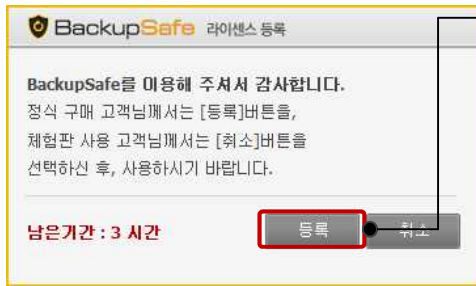 BackupSafe 라이센스 등록
BackupSafe를 이용해 주셔서 감사합니다.
정식 구매 고객님께서는 [등록]버튼을,
체험판 사용 고객님께서는 [취소]버튼을
선택하신 후, 사용하시기 바랍니다.
남은기간 : 3 시간
등록 취소